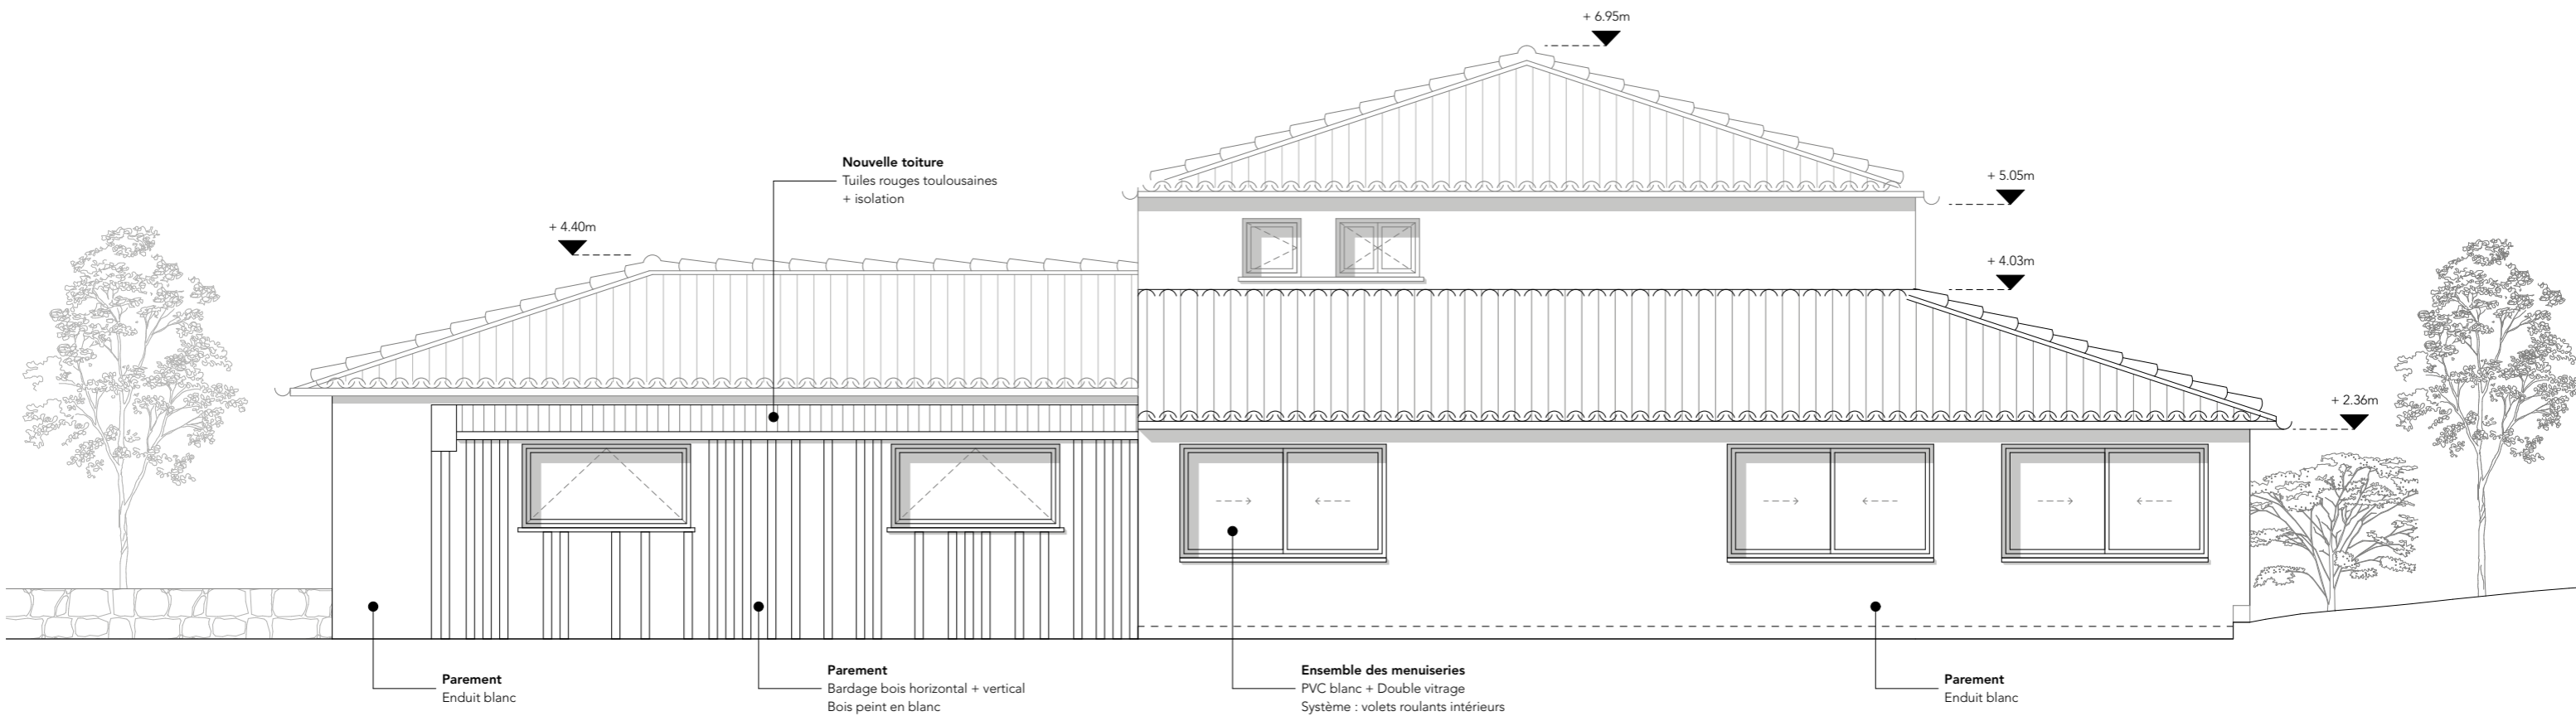 + 6.95m
Nouvelle toiture
Tuiles rouges toulousaines
+ isolation
+ 5.05m
+ 4.40m
+ 4.03m
+ 2.36m
Parement
Enduit blanc
Parement
Bardage bois horizontal + vertical
Bois peint en blanc
Ensemble des menuiseries
PVC blanc + Double vitrage
Système : volets roulants intérieurs
Parement
Enduit blanc